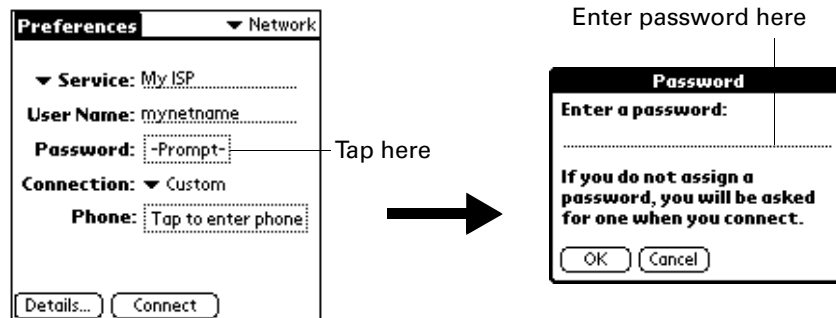 Preferences
Network
Service: My ISP
User Name: mynetname
Password: -Prompt-
Connection: Custom
Phone: Tap to enter phone
Details...
Connect
Tap here
Enter password here
Password
Enter a password:
If you do not assign a
password, you will be asked
for one when you connect.
OK
Cancel